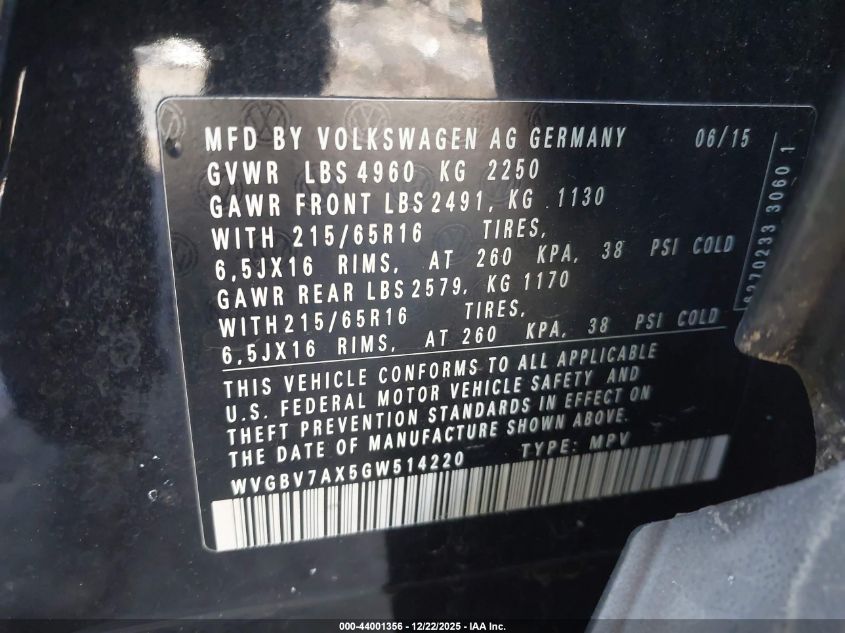 MFD BY VOLKSWAGEN AG GERMANY 06/15
GVWR LBS 4960 KG 2250
GAWR FRONT LBS 2491, KG .1130
WITH 215/65R16 TIRES,
6,5JX16 RIMS, AT 260 KPA, 38 PSI COLD
GAWR REAR LBS 2579, KG 1170
WITH 215/65R16 TIRES,
6,5JX16 RIMS, AT 260 KPA, 38 PSI COLD
THIS VEHICLE CONFORMS TO ALL APPLICABLE
U.S. FEDERAL MOTOR VEHICLE SAFETY AND
THEFT PREVENTION STANDARDS IN EFFECT ON
THE DATE OF MANUFACTURE SHOWN ABOVE.
WVGBV7AX5GW514220 TYPE: MPV
3060 1
000-44001356 • 12/22/2025 • IAA Inc.